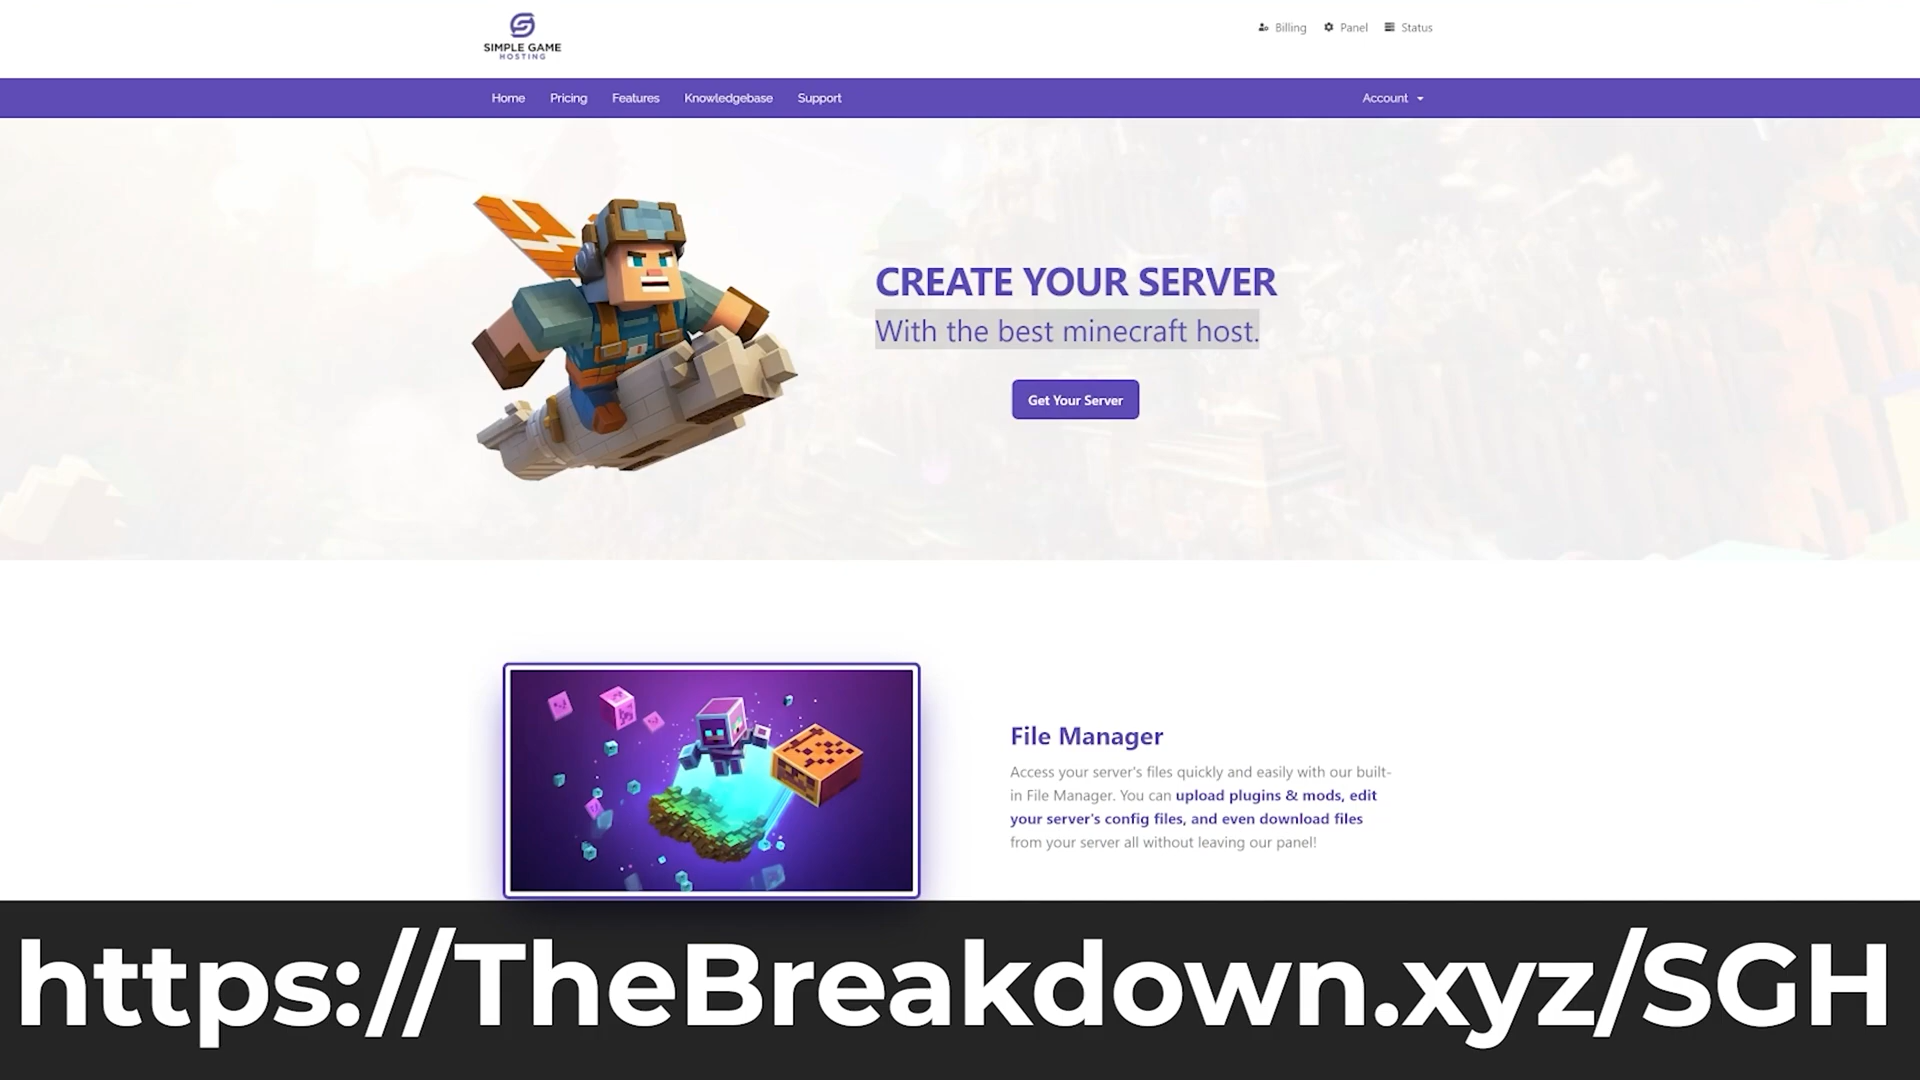 SIMPLE GAME
HOSTING
Billing
Panel
Status
Home
Pricing
Features
Knowledgebase
Support
Account
CREATE YOUR SERVER
With the best minecraft host.
Get Your Server
File Manager
Access your server's files quickly and easily with our built-
in File Manager. You can upload plugins & mods, edit
your server's config files, and even download files
from your server all without leaving our panel!
https://TheBreakdown.xyz/SGH